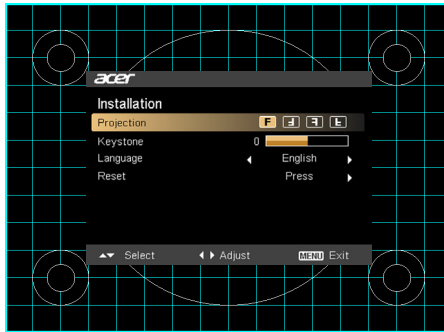 acer
Installation
Projection F F F F
Keystone 0
Language English
Reset Press
Select Adjust MENU Exit